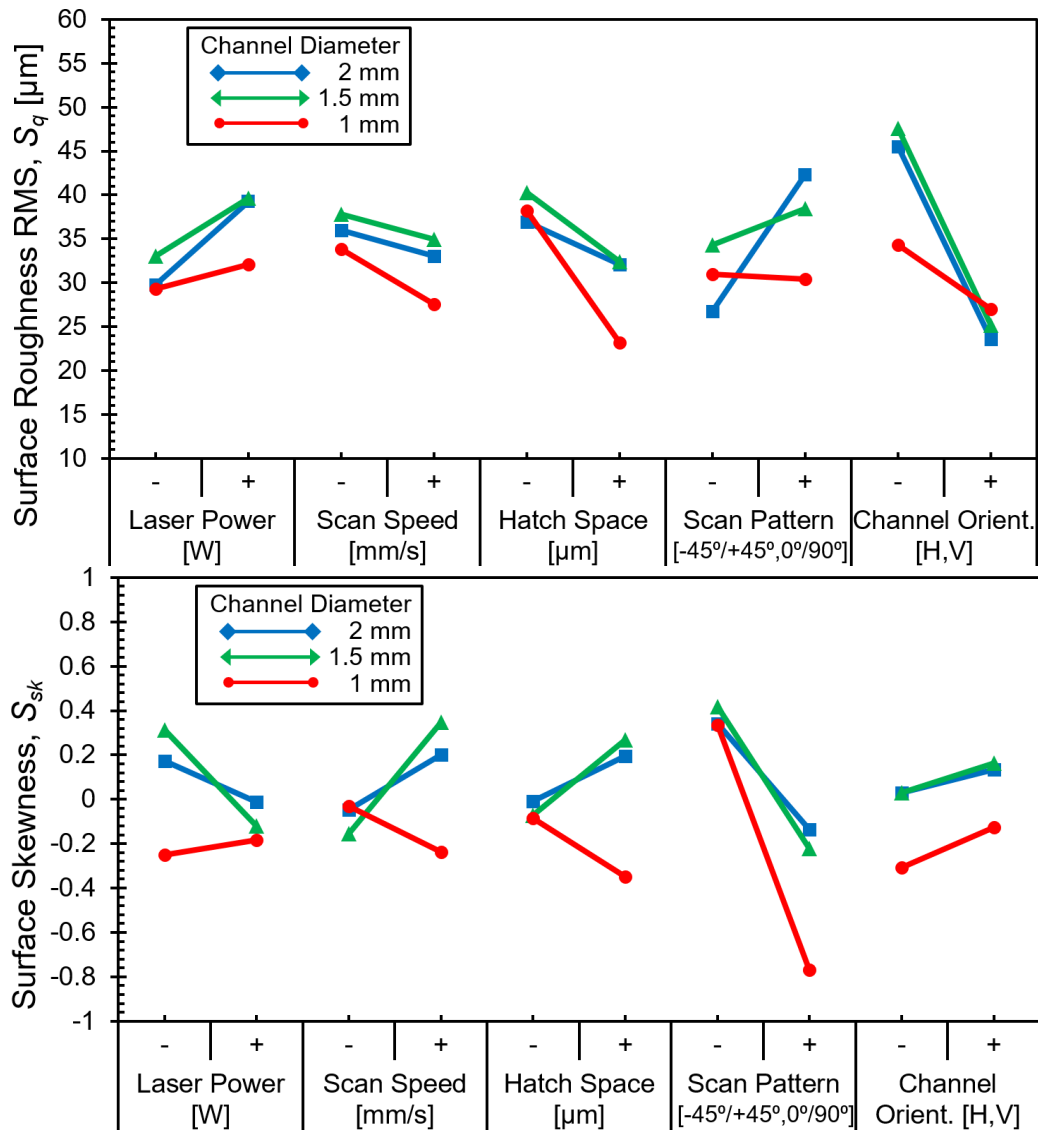 Surface Roughness RMS, Sq [µm]
60
55
50
45
40
35
30
25
20
15
10
Channel Diameter
2 mm
1.5 mm
1 mm
- + - + - + - + - +
Laser Power Scan Speed Hatch Space Scan Pattern Channel Orient.
[W] [mm/s] [µm] [-45º/+45º,0º/90º] [H,V]
Surface Skewness, Ssk
1
0.8
0.6
0.4
0.2
0
-0.2
-0.4
-0.6
-0.8
-1
Channel Diameter
2 mm
1.5 mm
1 mm
- + - + - + - + - +
Laser Power Scan Speed Hatch Space Scan Pattern Channel
[W] [mm/s] [µm] [-45º/+45º,0º/90º] Orient. [H,V]